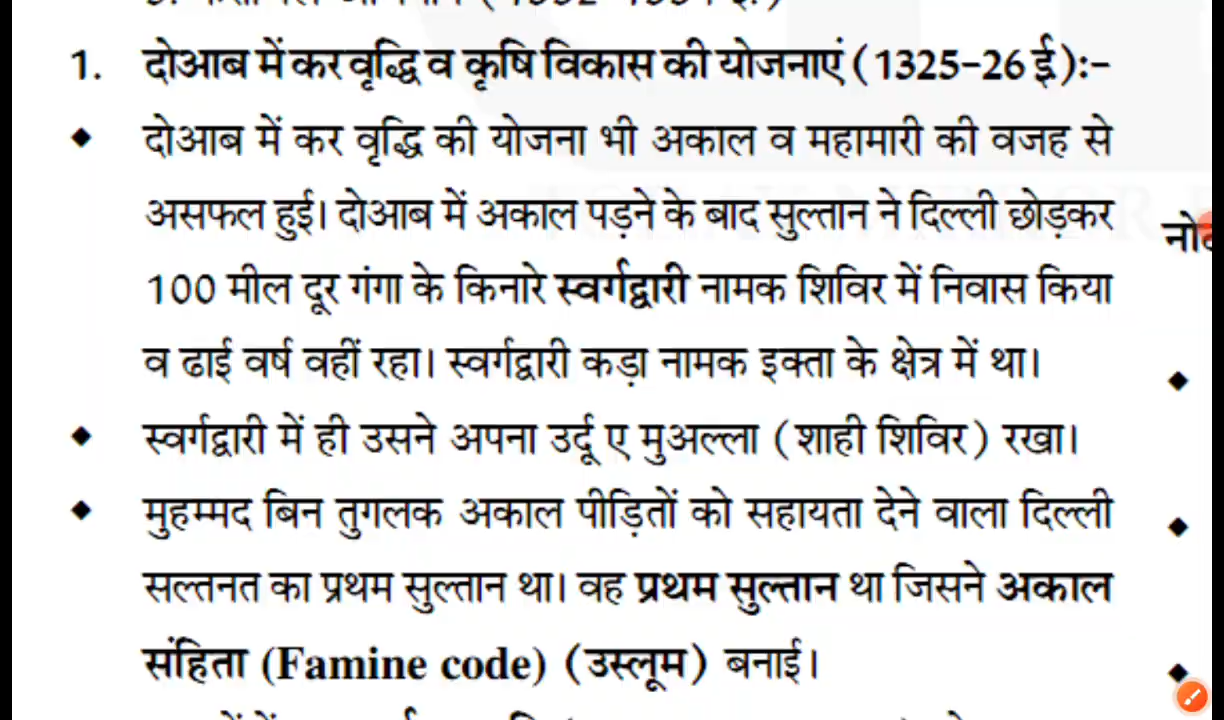 1. दोआब में कर वृद्धि व कृषि विकास की योजनाएं (1325-26 ई):-
◆ दोआब में कर वृद्धि की योजना भी अकाल व महामारी की वजह से
असफल हुई। दोआब में अकाल पड़ने के बाद सुल्तान ने दिल्ली छोड़कर
100 मील दूर गंगा के किनारे स्वर्गद्वारी नामक शिविर में निवास किया
व ढाई वर्ष वहीं रहा। स्वर्गद्वारी कड़ा नामक इक्ता के क्षेत्र में था।
◆ स्वर्गद्वारी में ही उसने अपना उर्दू ए मुअल्ला (शाही शिविर) रखा।
◆ मुहम्मद बिन तुगलक अकाल पीड़ितों को सहायता देने वाला दिल्ली
सल्तनत का प्रथम सुल्तान था। वह प्रथम सुल्तान था जिसने अकाल
संहिता (Famine code) (उस्लूम) बनाई।